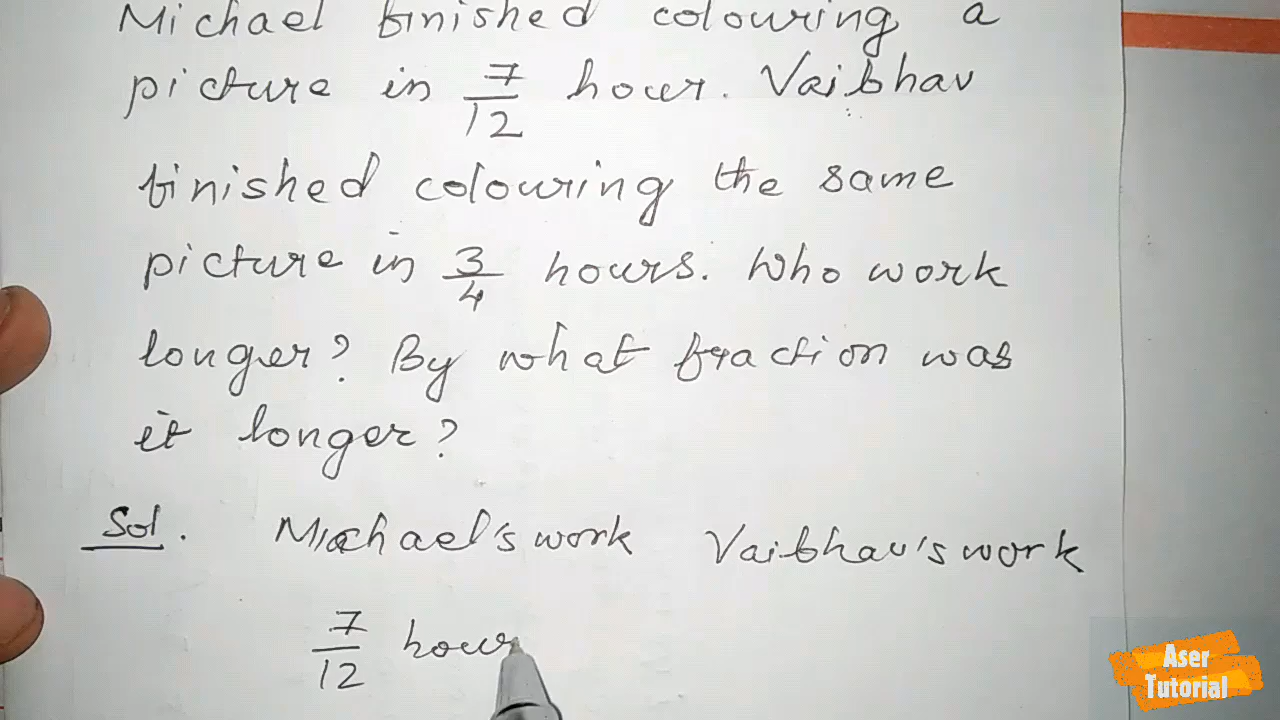 Michael finished colouring a
picture in 7/12 hour. Vaibhav
finished colouring the same
picture in 3/4 hours. Who work
longer? By what fraction was
it longer?
Sol. Michael's work Vaibhav's work
7/12 hour
Aser
Tutorial